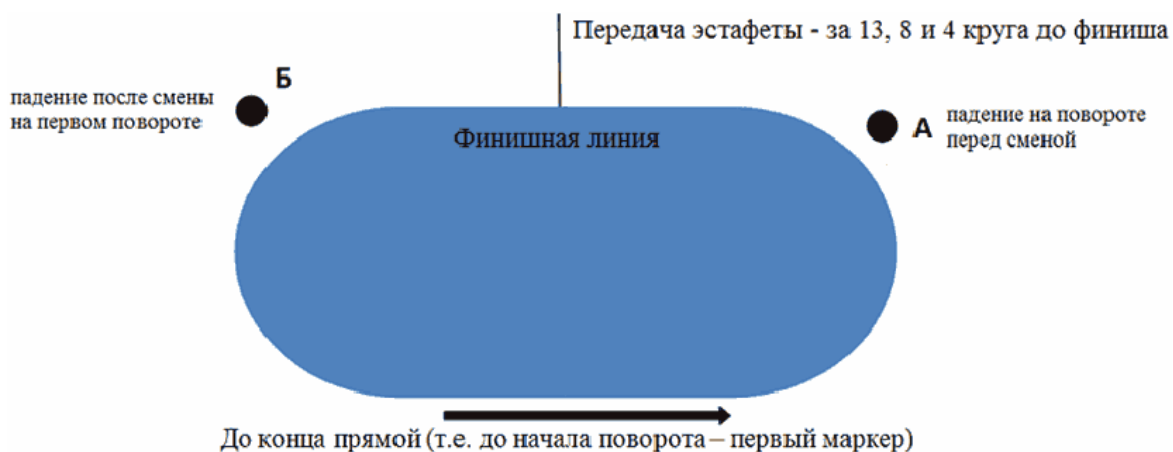 Передача эстафеты - за 13, 8 и 4 круга до финиша
Б
падение после смены
на первом повороте
Финишная линия
А
падение на повороте
перед сменой
До конца прямой (т.е. до начала поворота – первый маркер)